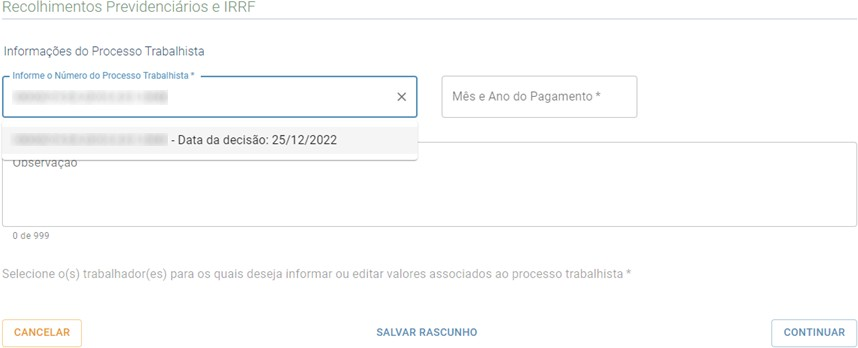 Recolhimentos Previdenciários e IRRF
Informações do Processo Trabalhista
Informe o Número do Processo Trabalhista *
Mês e Ano do Pagamento *
- Data da decisão: 25/12/2022
Observação
0 de 999
Selecione o(s) trabalhador(es) para os quais deseja informar ou editar valores associados ao processo trabalhista *
CANCELAR
SALVAR RASCUNHO
CONTINUAR